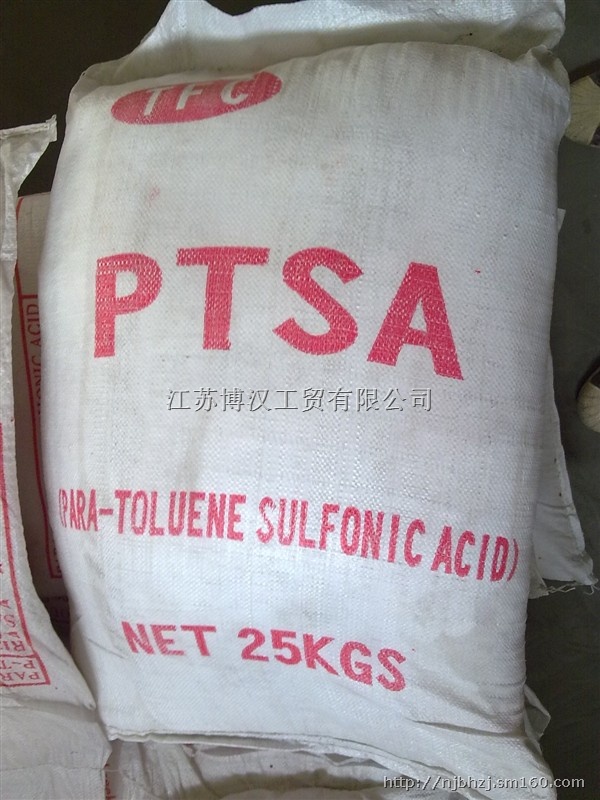 TFC
PTSA
江苏博汉工贸有限公司
(PARA-TOLUENE SULFONIC ACID)
NET 25KGS
http://njbhzj.sm160.com/